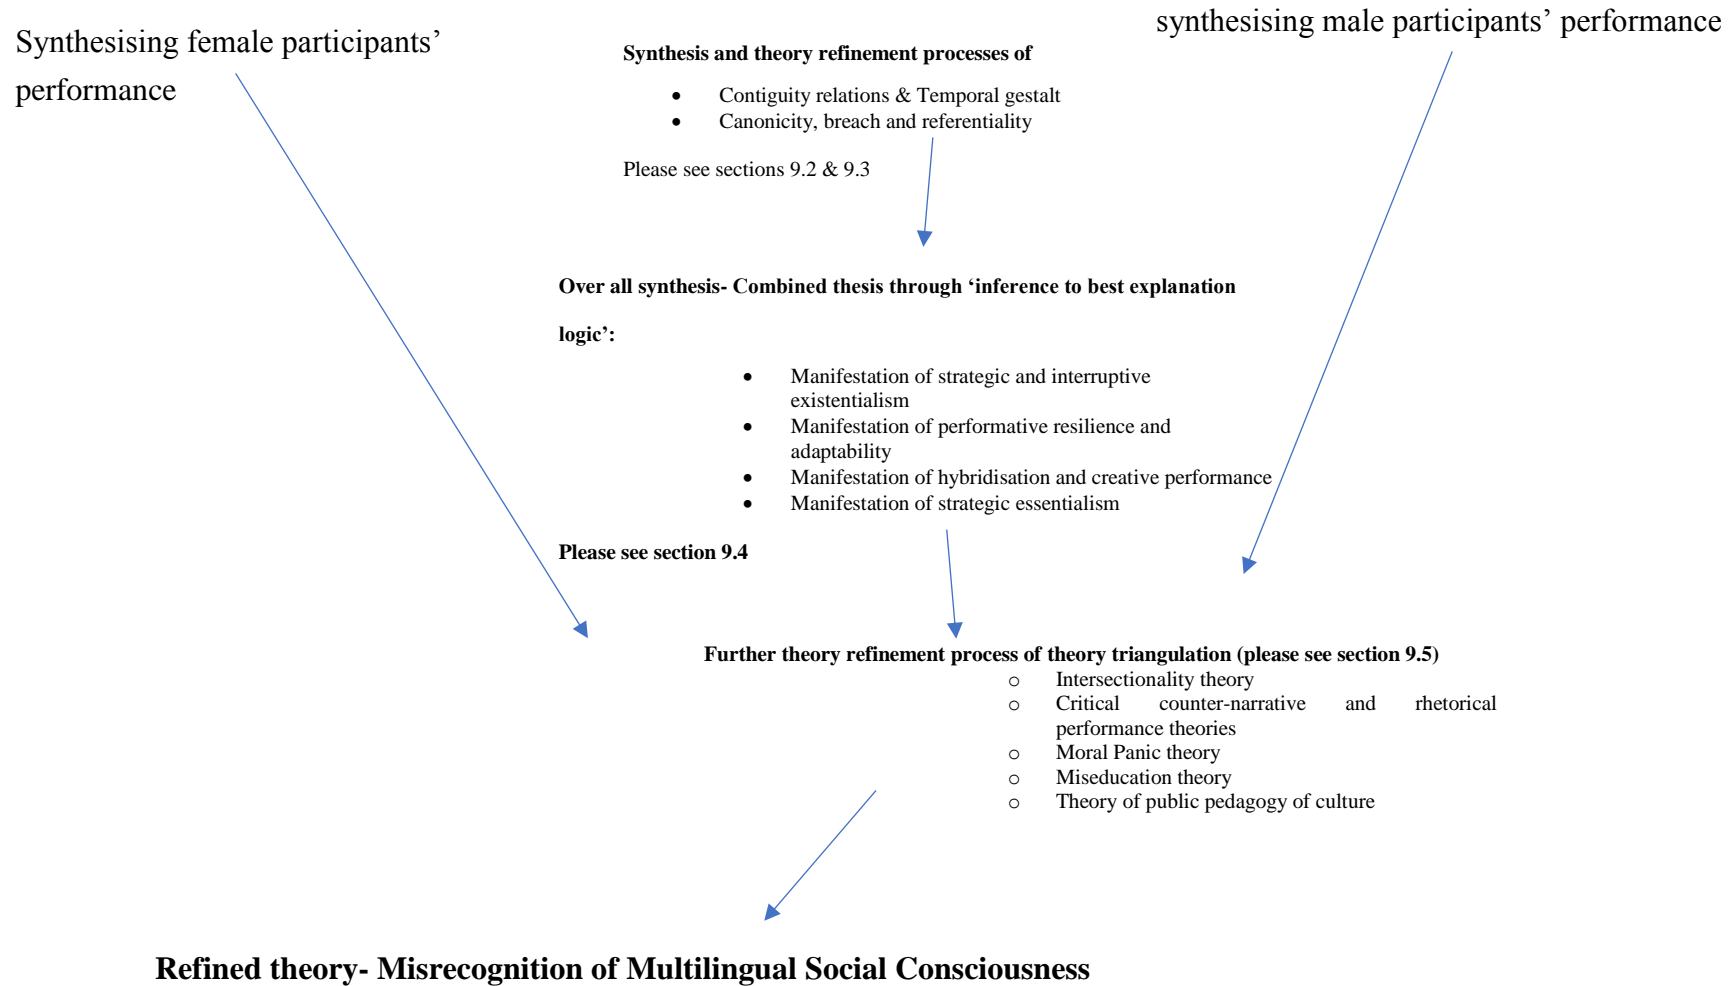 Synthesising female participants’
performance
synthesising male participants’ performance
Synthesis and theory refinement processes of
• Contiguity relations & Temporal gestalt
• Canonicity, breach and referentiality
Please see sections 9.2 & 9.3
Over all synthesis- Combined thesis through ‘inference to best explanation
logic’:
• Manifestation of strategic and interruptive
existentialism
• Manifestation of performative resilience and
adaptability
• Manifestation of hybridisation and creative performance
• Manifestation of strategic essentialism
Please see section 9.4
Further theory refinement process of theory triangulation (please see section 9.5)
o Intersectionality theory
o Critical counter-narrative and rhetorical
performance theories
o Moral Panic theory
o Miseducation theory
o Theory of public pedagogy of culture
Refined theory- Misrecognition of Multilingual Social Consciousness